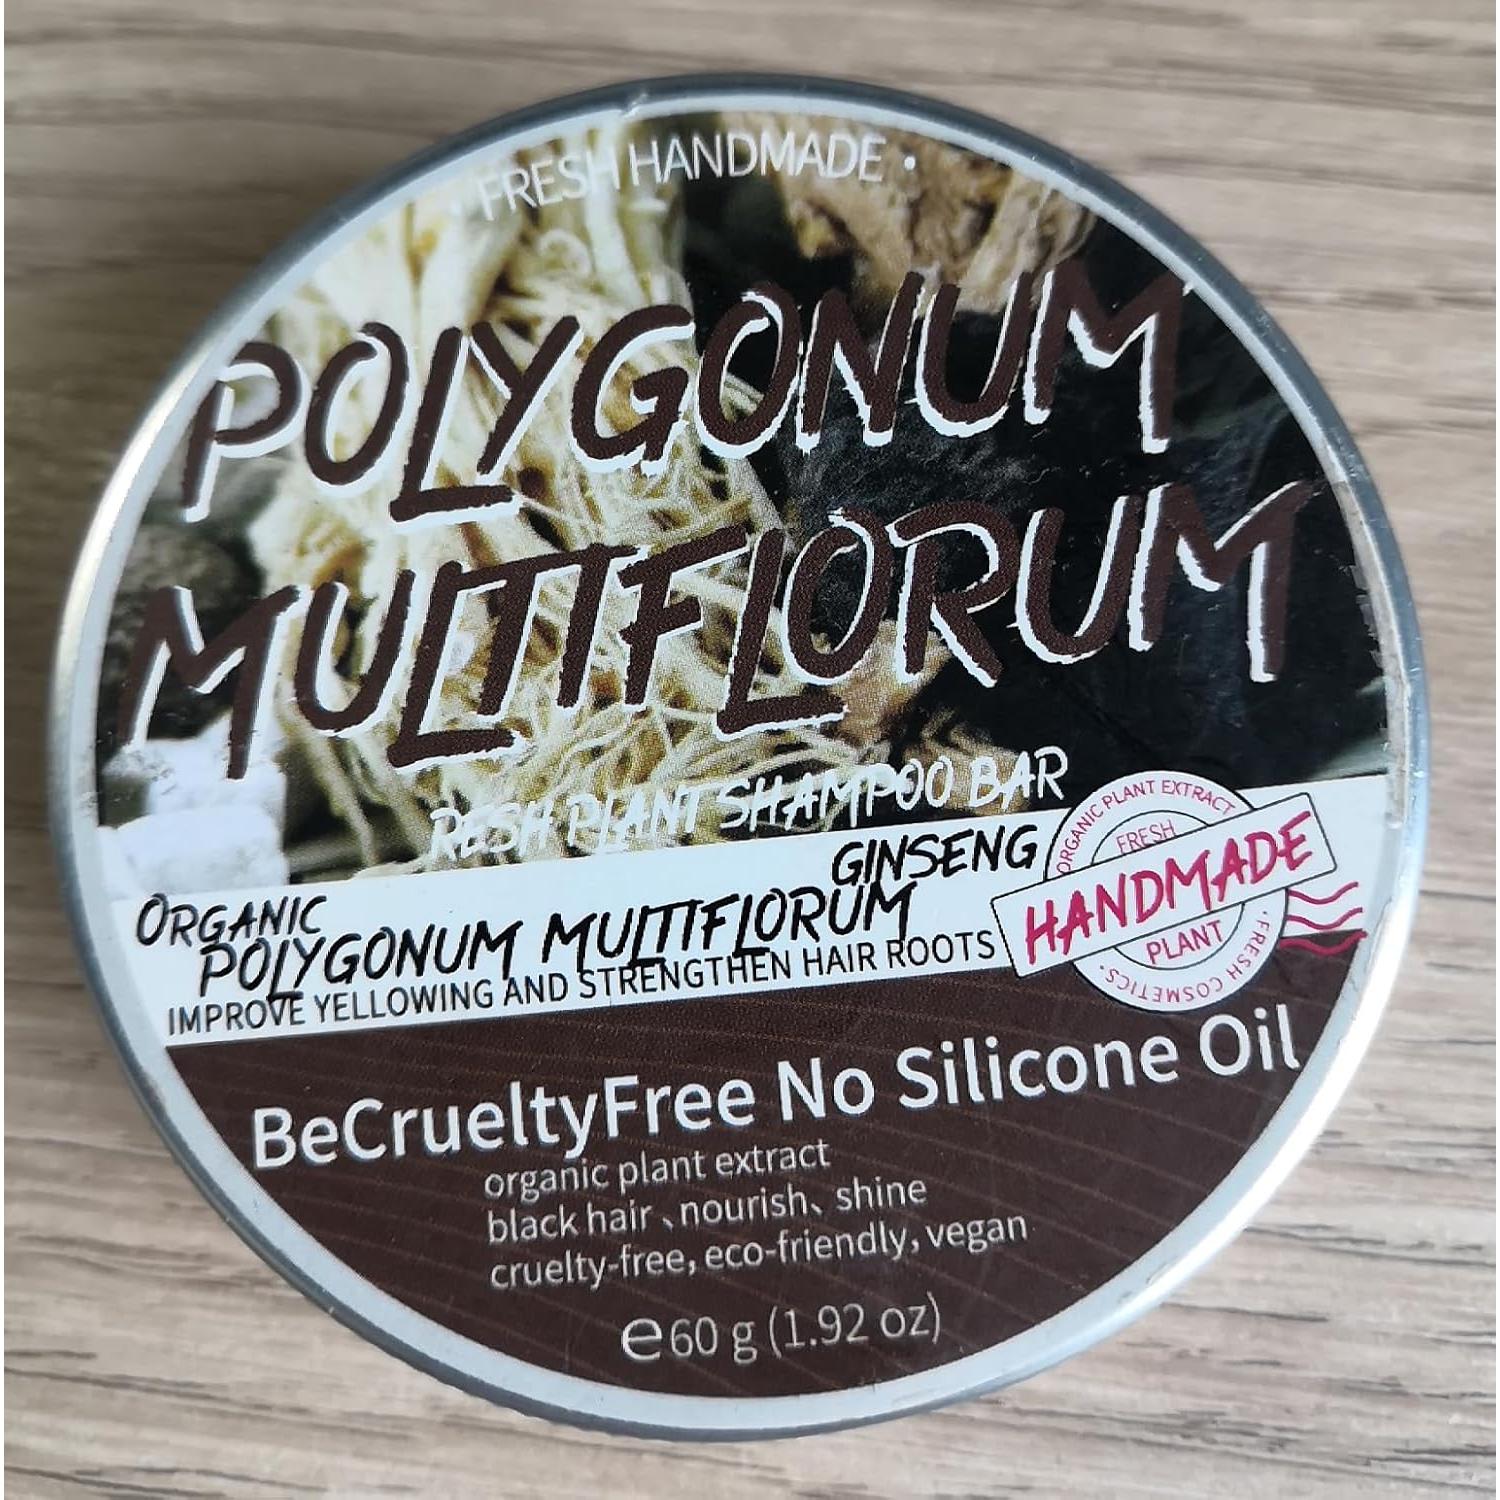 · FRESH HANDMADE ·
POLYGONUM
MULTIFLORUM
RESH PLANT SHAMPOO BAR
GINSENG
ORGANIC
POLYGONUM MULTIFLORUM
IMPROVE YELLOWING AND STRENGTHEN HAIR ROOTS
ORGANIC PLANT EXTRACT
FRESH
HANDMADE
PLANT
· FRESH COSMETICS ·
BeCrueltyFree No Silicone Oil
organic plant extract
black hair、nourish、shine
cruelty-free, eco-friendly, vegan
℮60 g (1.92 oz)